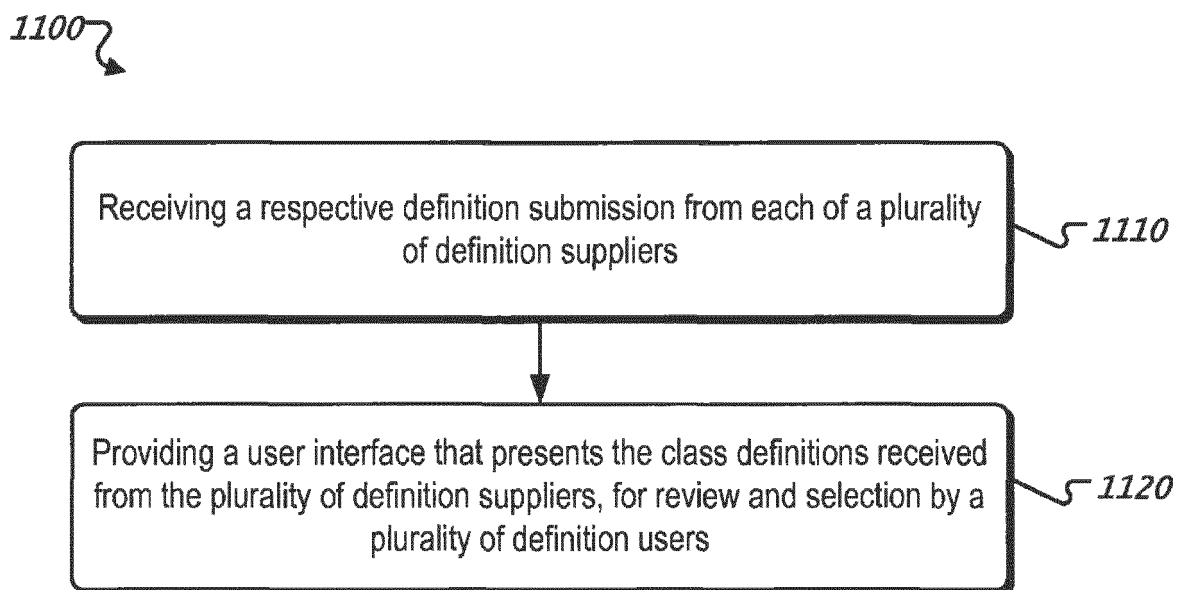 1100
Receiving a respective definition submission from each of a plurality
of definition suppliers
1110
Providing a user interface that presents the class definitions received
from the plurality of definition suppliers, for review and selection by a
plurality of definition users
1120